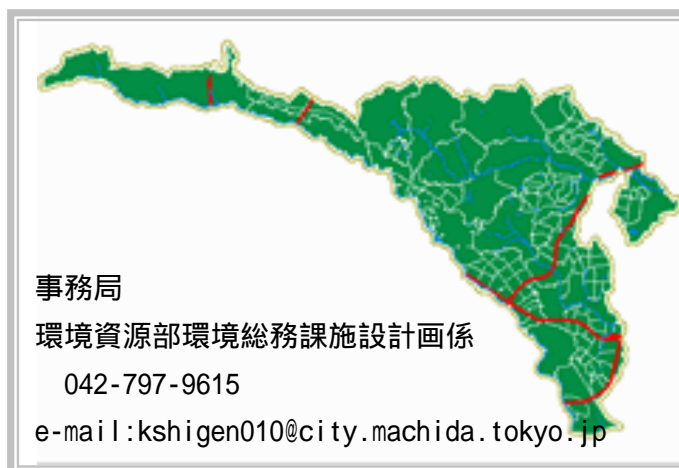 事務局
環境資源部環境総務課施設計画係
042-797-9615
e-mail:kshigen010@city.machida.tokyo.jp